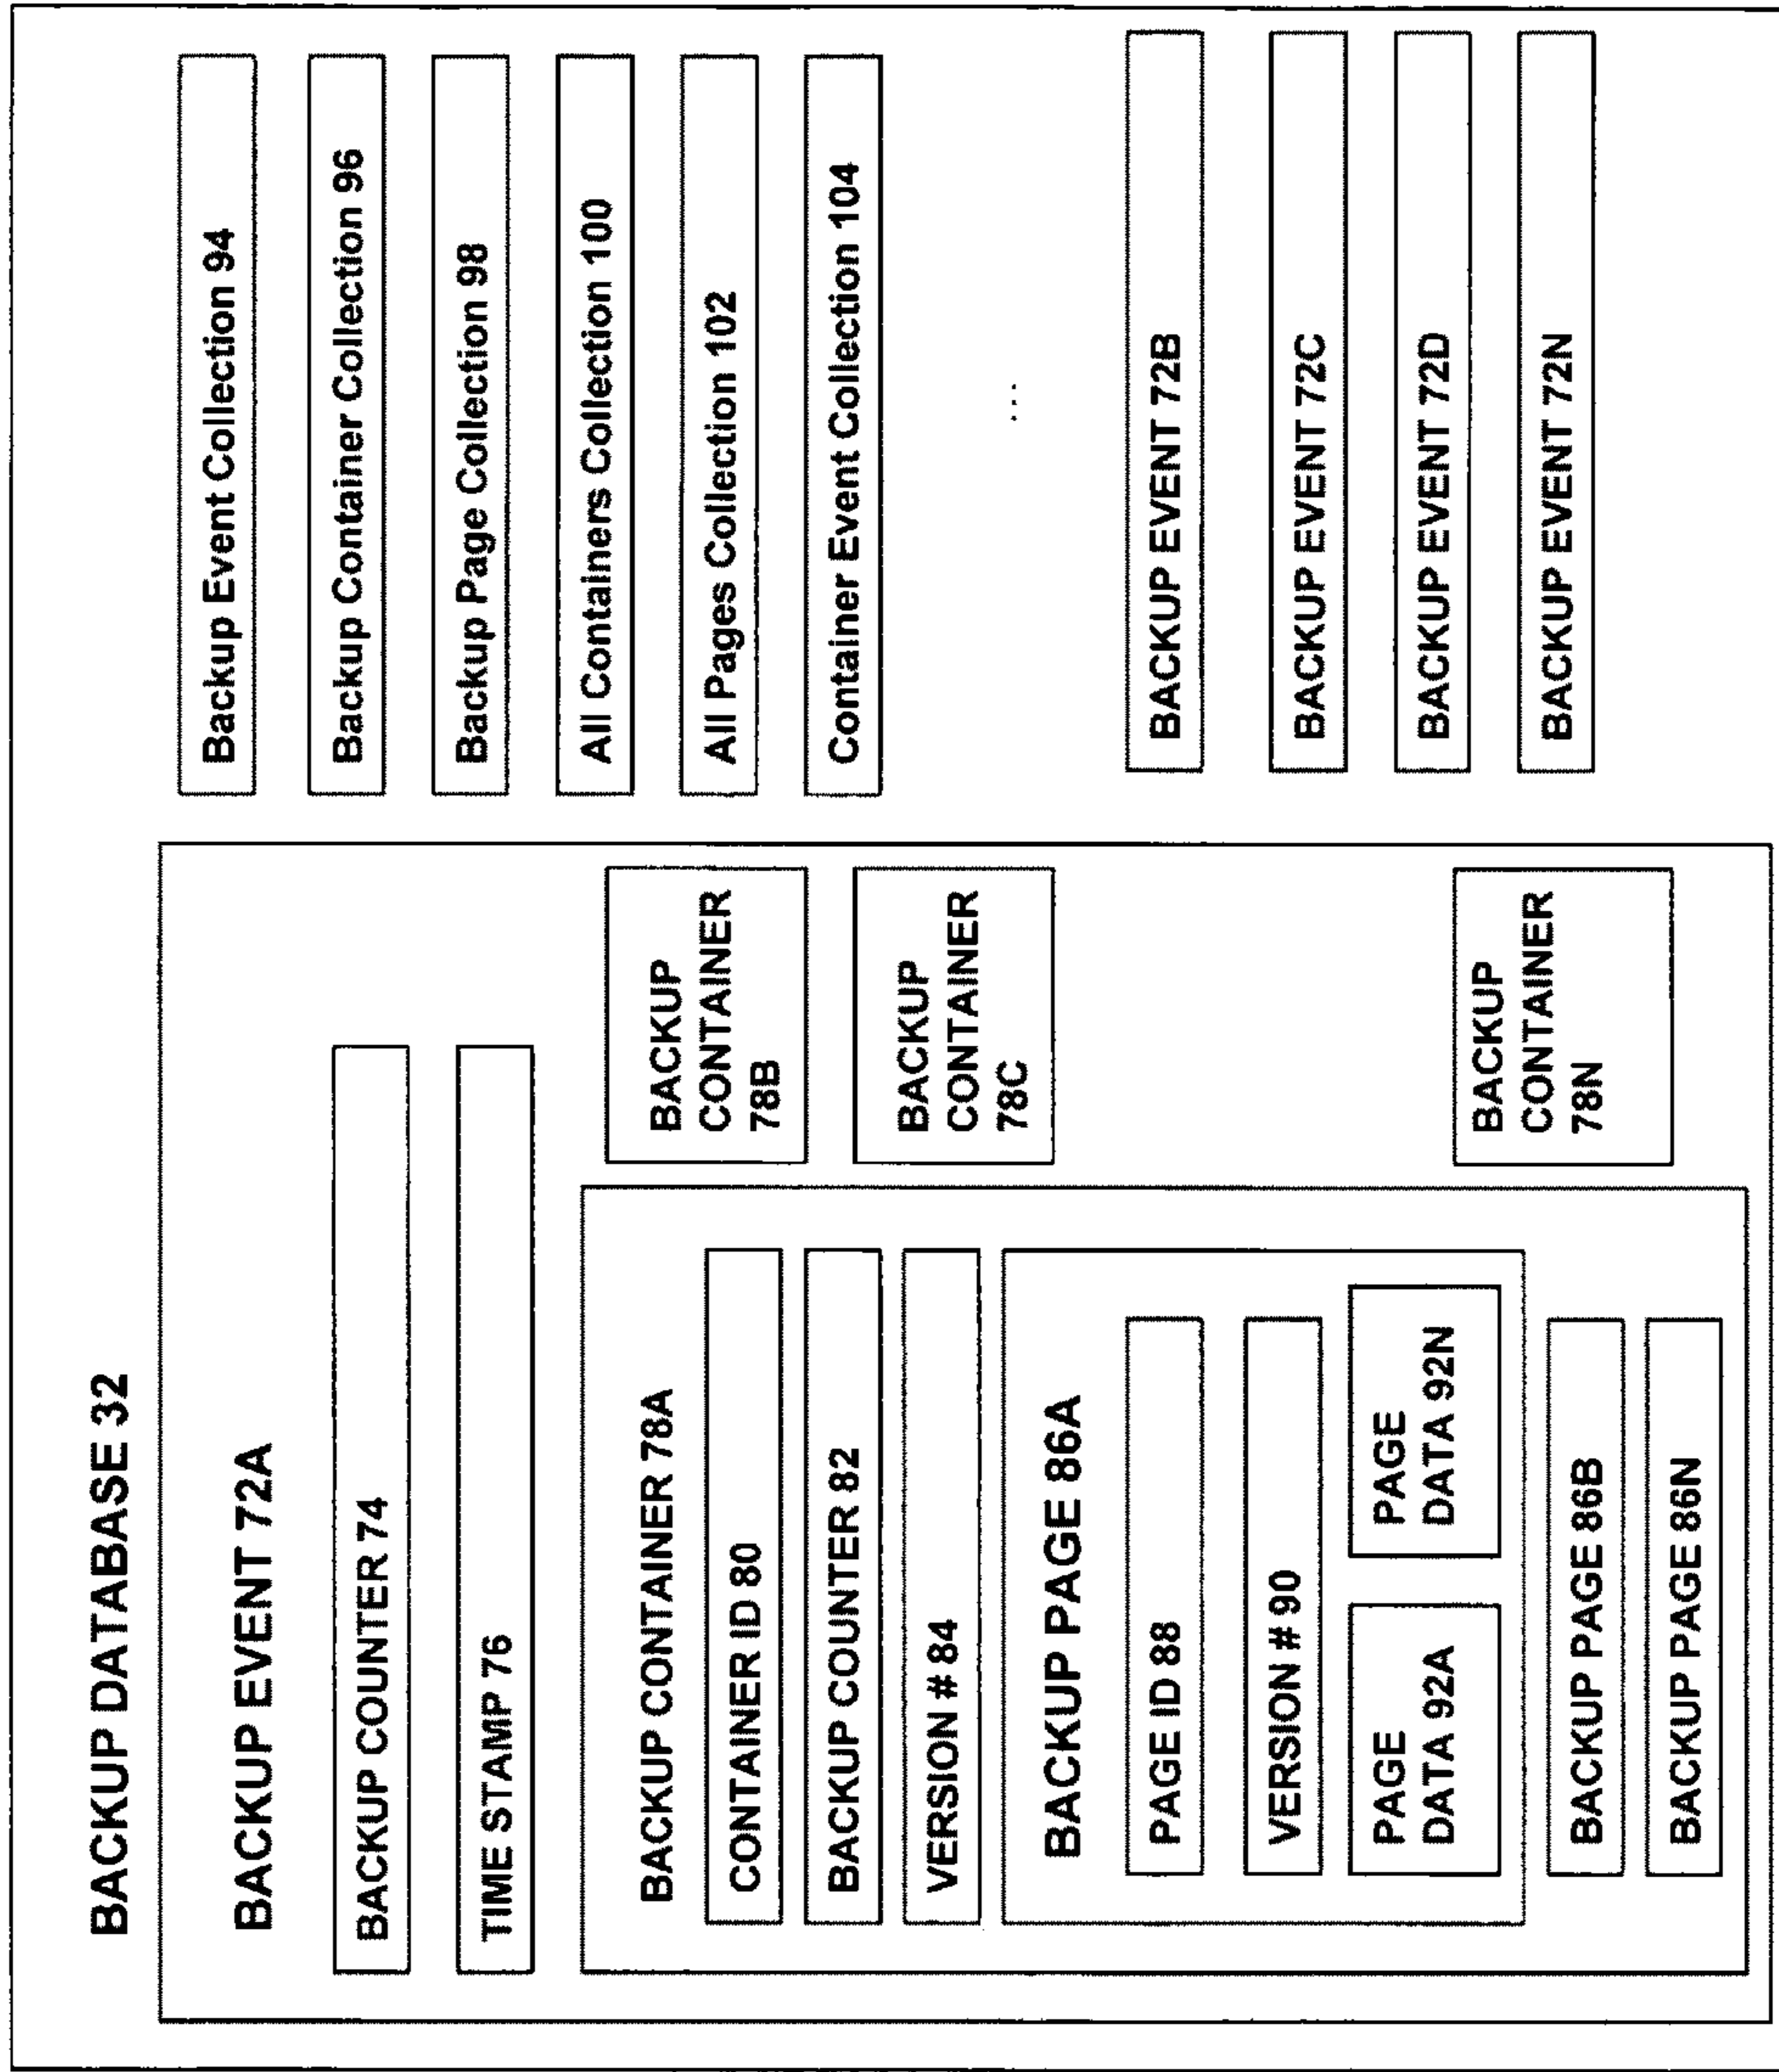 BACKUP DATABASE 32
BACKUP EVENT 72A
BACKUP COUNTER 74
TIME STAMP 76
BACKUP CONTAINER 78A
CONTAINER ID 80
BACKUP COUNTER 82
VERSION # 84
BACKUP PAGE 86A
PAGE ID 88
VERSION # 90
PAGE
DATA 92A
PAGE
DATA 92N
BACKUP PAGE 86B
BACKUP PAGE 86N
BACKUP
CONTAINER
78B
BACKUP
CONTAINER
78C
BACKUP
CONTAINER
78N
Backup Event Collection 94
Backup Container Collection 96
Backup Page Collection 98
All Containers Collection 100
All Pages Collection 102
Container Event Collection 104
...
BACKUP EVENT 72B
BACKUP EVENT 72C
BACKUP EVENT 72D
BACKUP EVENT 72N